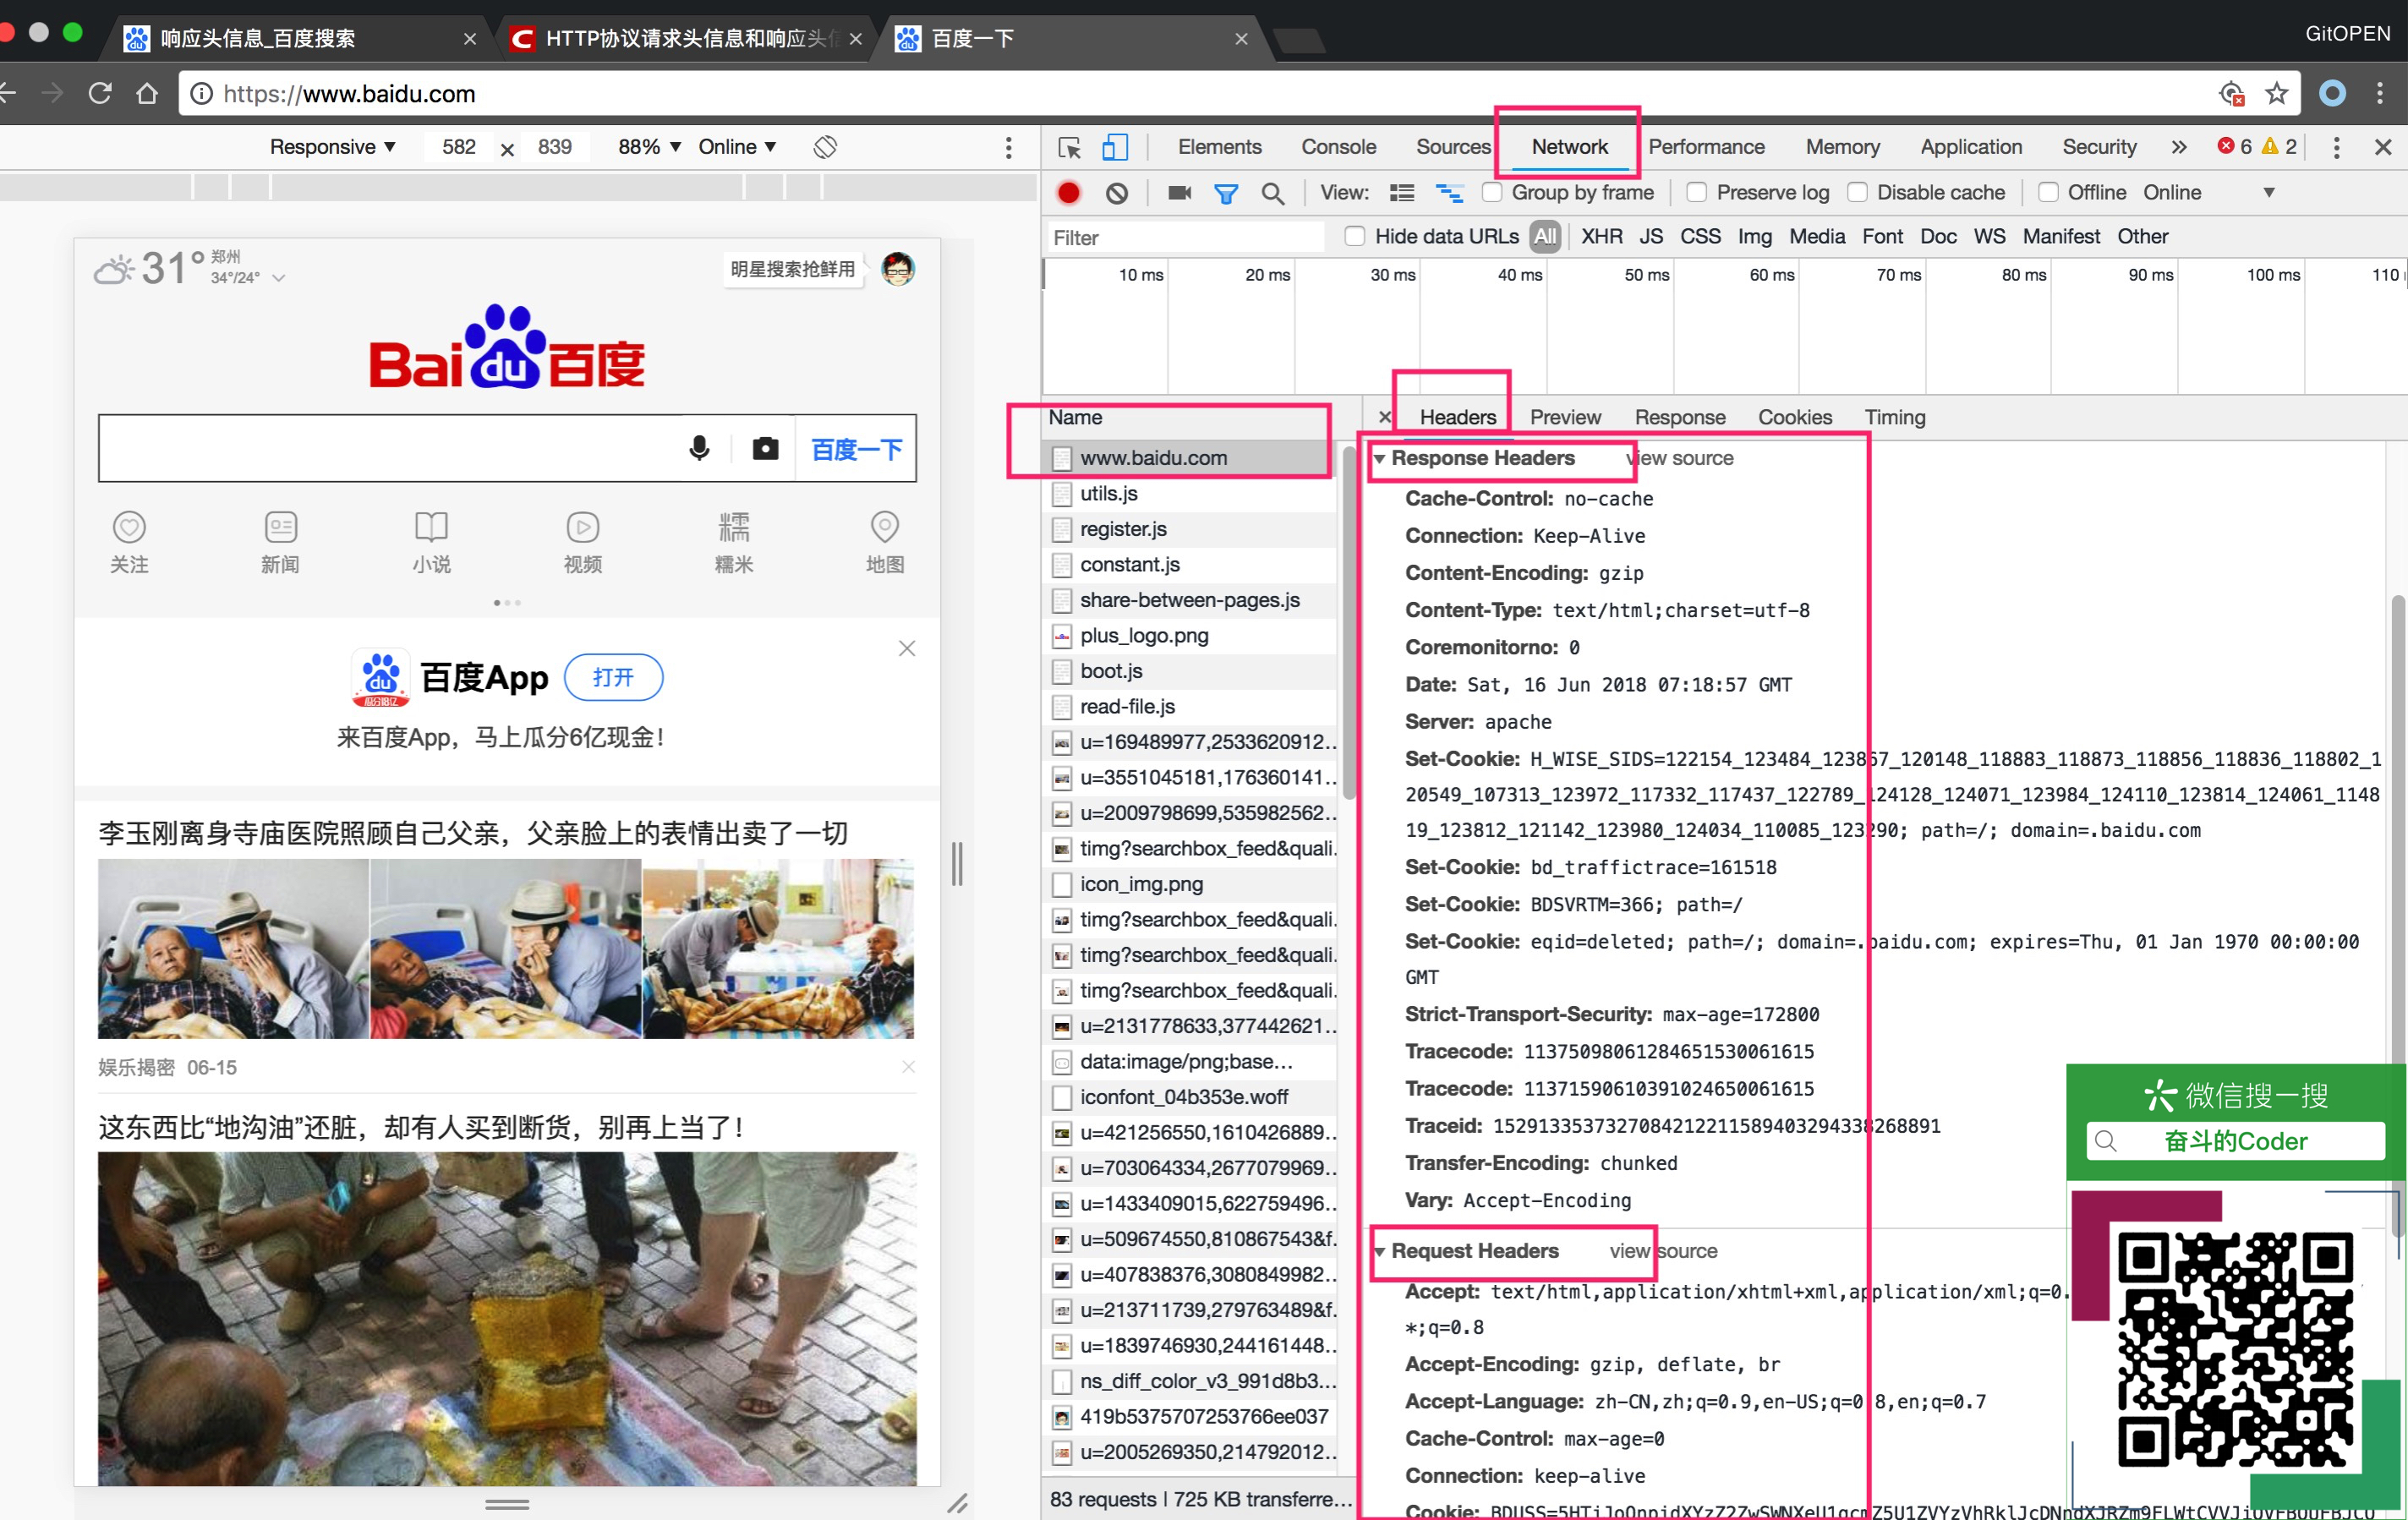 响应头信息_百度搜索
HTTP协议请求头信息和响应头信
百度一下
GitOPEN
https://www.baidu.com
Responsive ▼ 582 × 839 88% ▼ Online ▼
31° 郑州
34°/24°
明星搜索抢鲜用
Bai du 百度
百度一下
关注 新闻 小说 视频 糯米 地图
du
百度App 打开
来百度App，马上瓜分6亿现金！
李玉刚离身寺庙医院照顾自己父亲，父亲脸上的表情出卖了一切
娱乐揭密 06-15
这东西比“地沟油”还脏，却有人买到断货，别再上当了！
Elements Console Sources Network Performance Memory Application Security » 6 2
View: Group by frame Preserve log Disable cache Offline Online ▼
Filter Hide data URLs All XHR JS CSS Img Media Font Doc WS Manifest Other
10 ms 20 ms 30 ms 40 ms 50 ms 60 ms 70 ms 80 ms 90 ms 100 ms 110
Name
www.baidu.com
utils.js
register.js
constant.js
share-between-pages.js
plus_logo.png
boot.js
read-file.js
u=169489977,2533620912…
u=3551045181,176360141…
u=2009798699,535982562…
timg?searchbox_feed&quali…
icon_img.png
timg?searchbox_feed&quali…
timg?searchbox_feed&quali…
timg?searchbox_feed&quali…
u=2131778633,377442621…
data:image/png;base…
iconfont_04b353e.woff
u=421256550,1610426889…
u=703064334,2677079969…
u=1433409015,622759496…
u=509674550,810867543&f…
u=407838376,3080849982…
u=213711739,279763489&f…
u=1839746930,244161448…
ns_diff_color_v3_991d8b3…
419b5375707253766ee037
u=2005269350,214792012…
83 requests | 725 KB transferre…
Headers Preview Response Cookies Timing
Response Headers view source
Cache-Control: no-cache
Connection: Keep-Alive
Content-Encoding: gzip
Content-Type: text/html;charset=utf-8
Coremonitorno: 0
Date: Sat, 16 Jun 2018 07:18:57 GMT
Server: apache
Set-Cookie: H_WISE_SIDS=122154_123484_123867_120148_118883_118873_118856_118836_118802_1
20549_107313_123972_117332_117437_122789_124128_124071_123984_124110_123814_124061_1148
19_123812_121142_123980_124034_110085_123290; path=/; domain=.baidu.com
Set-Cookie: bd_traffictrace=161518
Set-Cookie: BDSVRTM=366; path=/
Set-Cookie: eqid=deleted; path=/; domain=.baidu.com; expires=Thu, 01 Jan 1970 00:00:00
GMT
Strict-Transport-Security: max-age=172800
Tracecode: 11375098061284651530061615
Tracecode: 11371590610391024650061615
Traceid: 1529133537327084212211589403294338268891
Transfer-Encoding: chunked
Vary: Accept-Encoding
Request Headers view source
Accept: text/html,application/xhtml+xml,application/xml;q=0.
*;q=0.8
Accept-Encoding: gzip, deflate, br
Accept-Language: zh-CN,zh;q=0.9,en-US;q=0.8,en;q=0.7
Cache-Control: max-age=0
Connection: keep-alive
Cookie:
微信搜一搜
奋斗的Coder